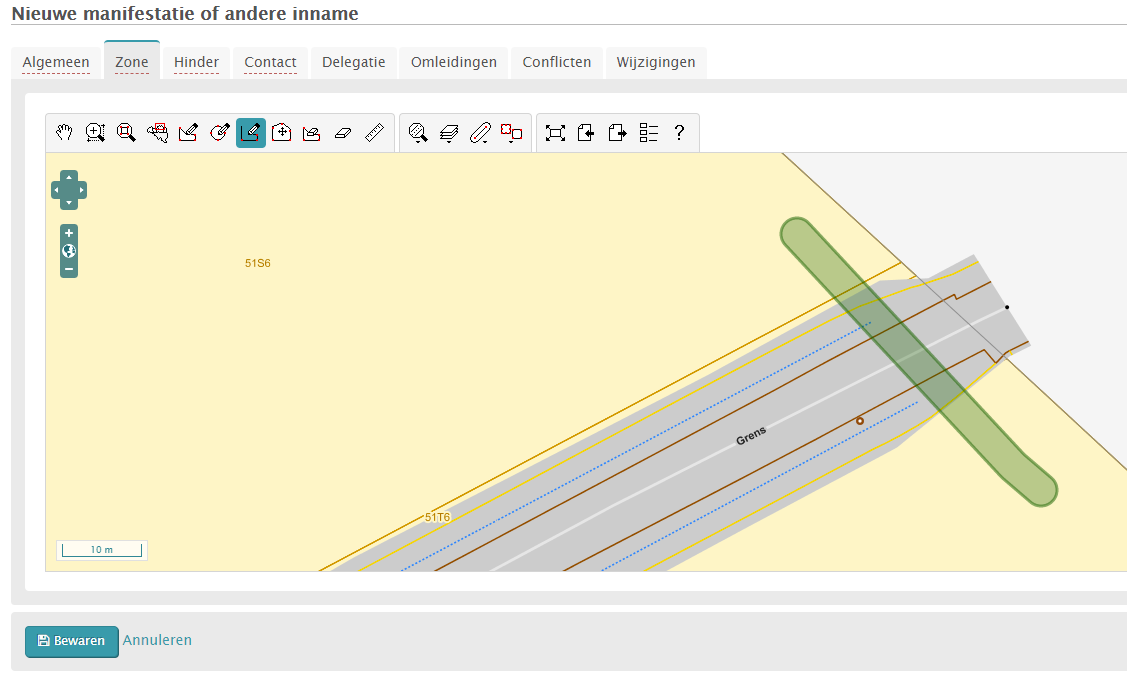 Nieuwe manifestatie of andere inname
Algemeen Zone Hinder Contact Delegatie Omleidingen Conflicten Wijzigingen
?
51S6
Grens
51T6
10 m
Bewaren Annuleren